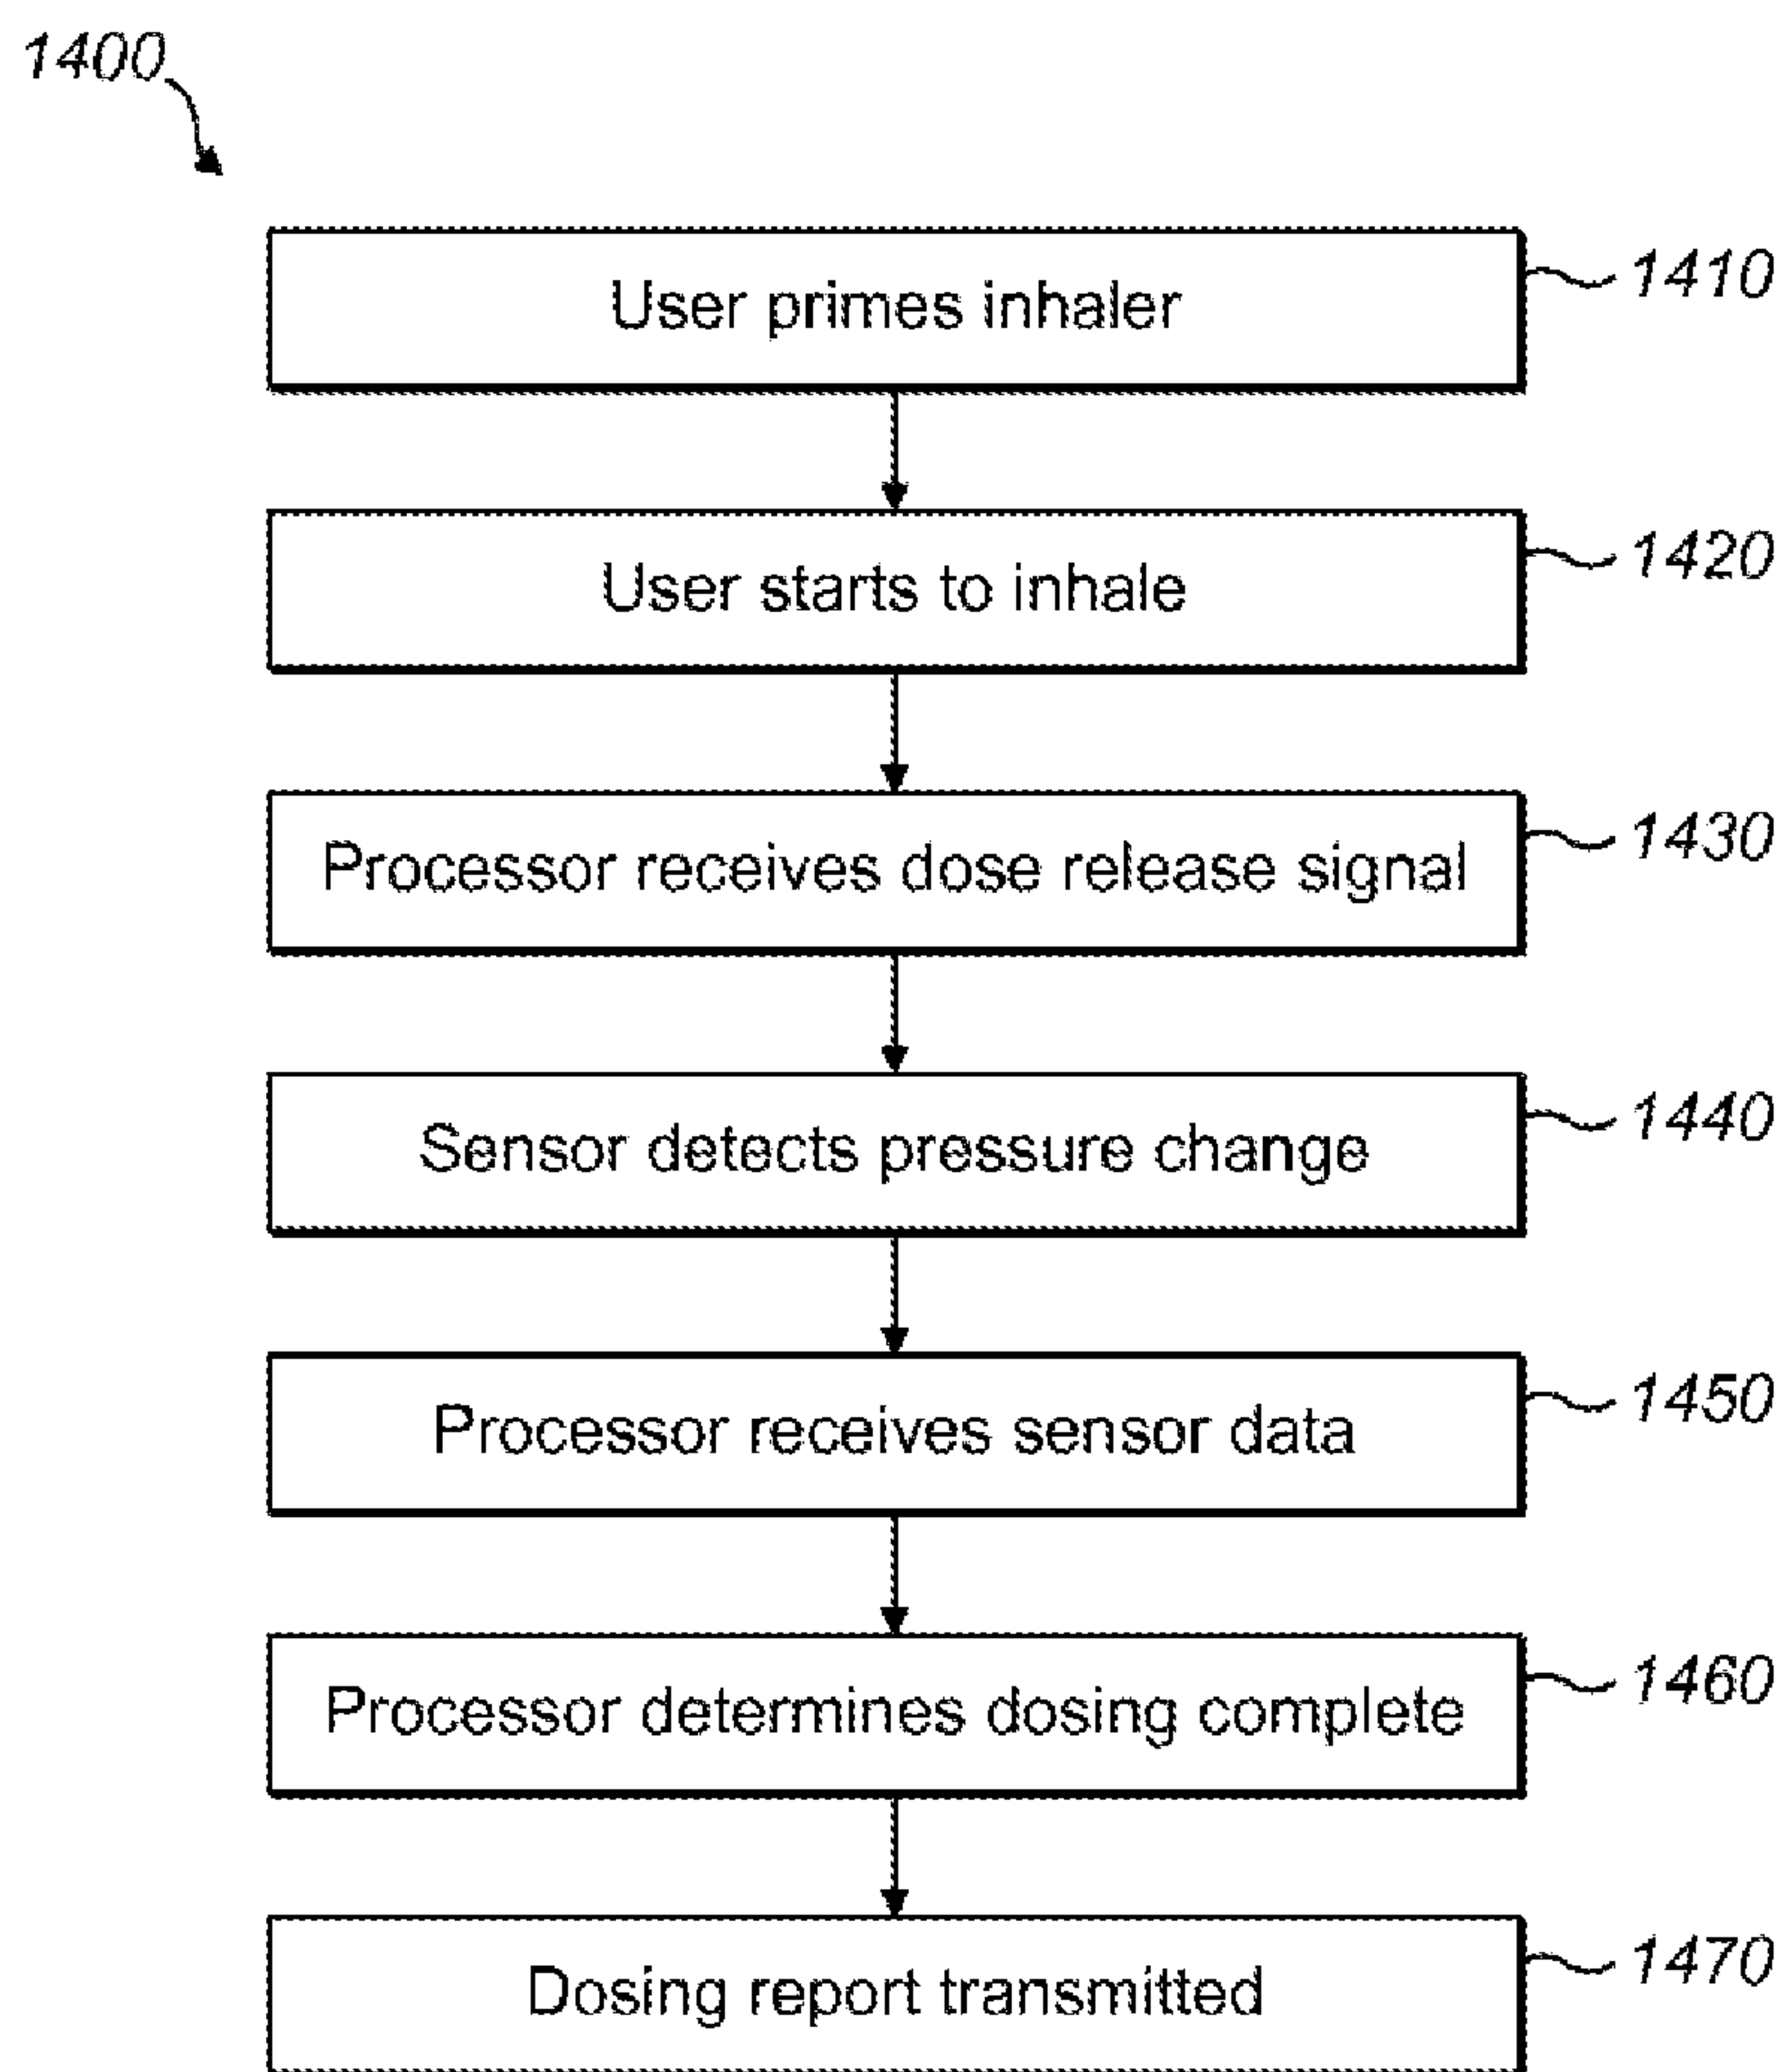 1400
User primes inhaler 1410
User starts to inhale 1420
Processor receives dose release signal 1430
Sensor detects pressure change 1440
Processor receives sensor data 1450
Processor determines dosing complete 1460
Dosing report transmitted 1470